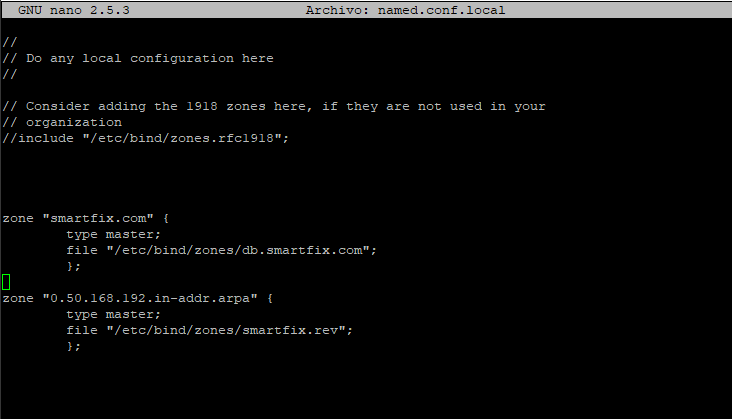 GNU nano 2.5.3 Archivo: named.conf.local
//
// Do any local configuration here
//
// Consider adding the 1918 zones here, if they are not used in your
// organization
//include "/etc/bind/zones.rfc1918";
zone "smartfix.com" {
type master;
file "/etc/bind/zones/db.smartfix.com";
};
zone "0.50.168.192.in-addr.arpa" {
type master;
file "/etc/bind/zones/smartfix.rev";
};